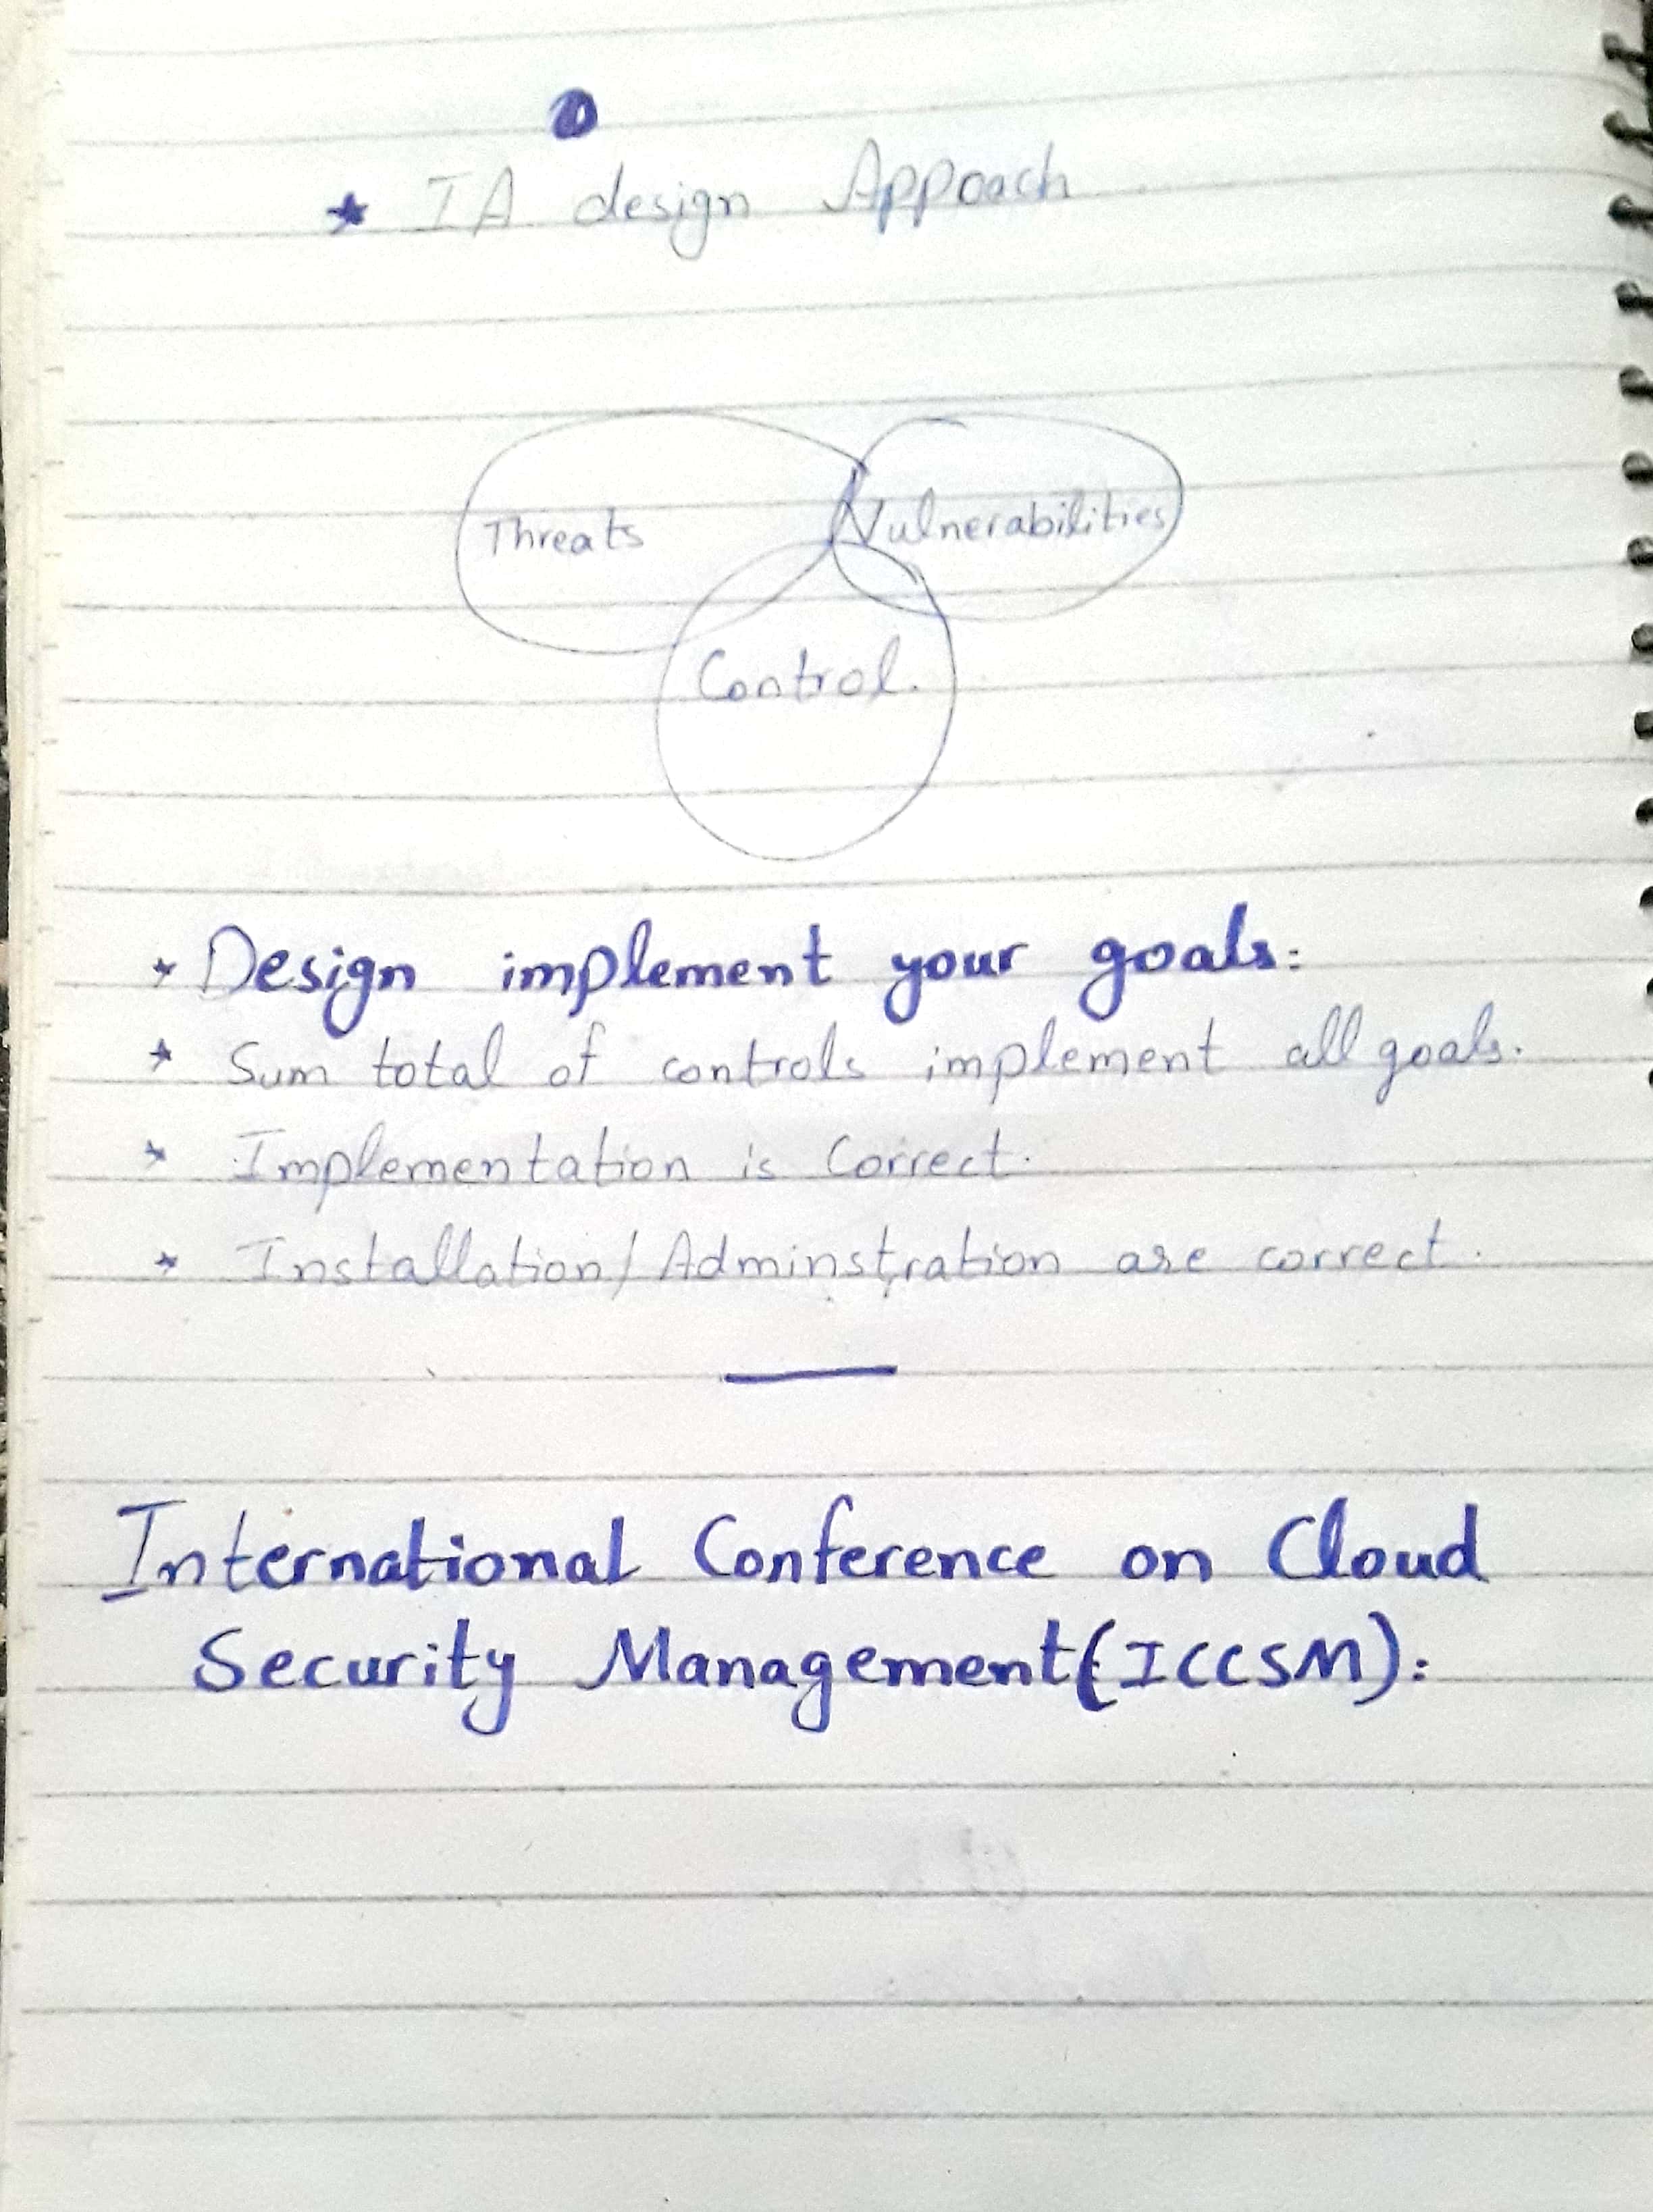 * IA design Appoach
Threats
Vulnerabilities
Control.
* Design implement your goals:
* Sum total of controls implement all goals.
* Implementation is Correct.
* Installation/Adminstration are correct.
International Conference on Cloud
Security Management(ICCSM):